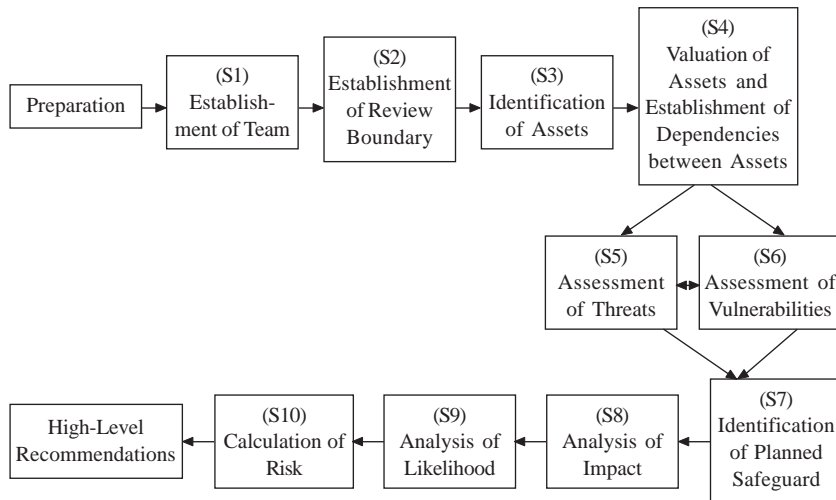 Preparation
(S1)
Establish-
ment of Team
(S2)
Establishment
of Review
Boundary
(S3)
Identification
of Assets
(S4)
Valuation of
Assets and
Establishment of
Dependencies
between Assets
(S5)
Assessment
of Threats
(S6)
Assessment of
Vulnerabilities
(S7)
Identification
of Planned
Safeguard
(S8)
Analysis of
Impact
(S9)
Analysis of
Likelihood
(S10)
Calculation of
Risk
High-Level
Recommendations